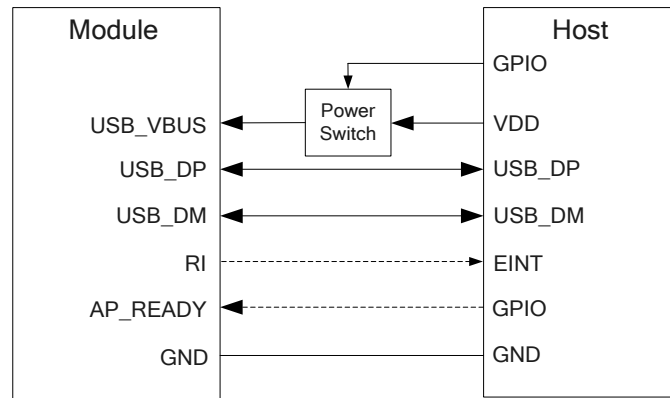 Module
Host
GPIO
Power
Switch
USB_VBUS
VDD
USB_DP
USB_DP
USB_DM
USB_DM
RI
EINT
AP_READY
GPIO
GND
GND